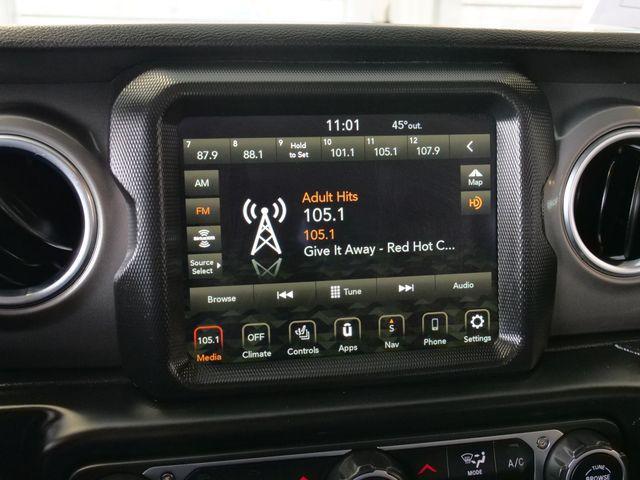 11:01 45°out.
7 8 9 10 11 12
87.9 88.1 Hold to Set 101.1 105.1 107.9
AM
Map
FM
Adult Hits
105.1
105.1
Give It Away - Red Hot C...
Source Select
Browse Tune Audio
105.1 OFF
Media Climate Controls Apps Nav Phone Settings
MODE A/C
TUNE
BROWSE